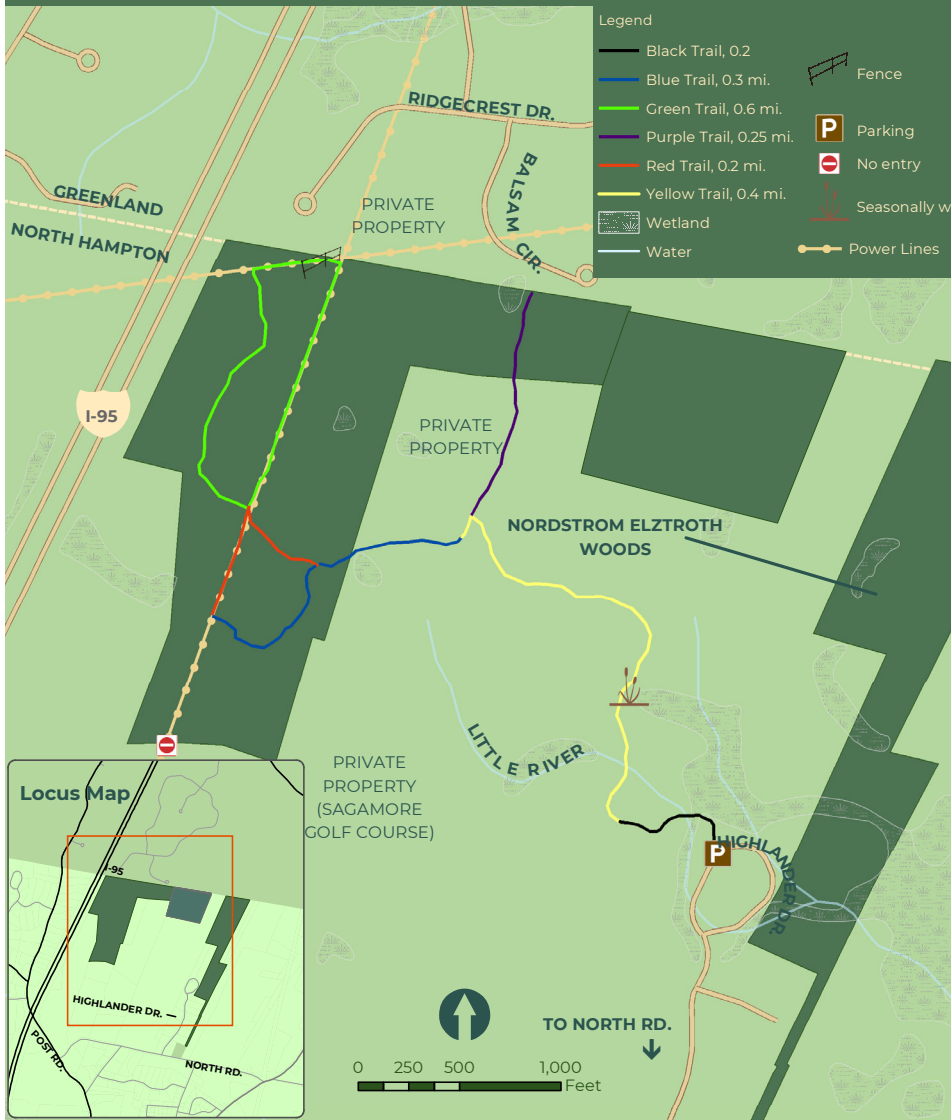 Legend
Black Trail, 0.2
Blue Trail, 0.3 mi.
Green Trail, 0.6 mi.
Purple Trail, 0.25 mi.
Red Trail, 0.2 mi.
Yellow Trail, 0.4 mi.
Wetland
Water
Fence
P
Parking
No entry
Seasonally w
Power Lines
RIDGECREST DR.
BALSAM CIR.
GREENLAND
NORTH HAMPTON
PRIVATE
PROPERTY
I-95
PRIVATE
PROPERTY
NORDSTROM ELZTROTH
WOODS
LITTLE RIVER
PRIVATE
PROPERTY
(SAGAMORE
GOLF COURSE)
P
HIGHLANDER DR.
Locus Map
I-95
HIGHLANDER DR.
POST RD.
NORTH RD.
TO NORTH RD.
0 250 500 1,000
Feet